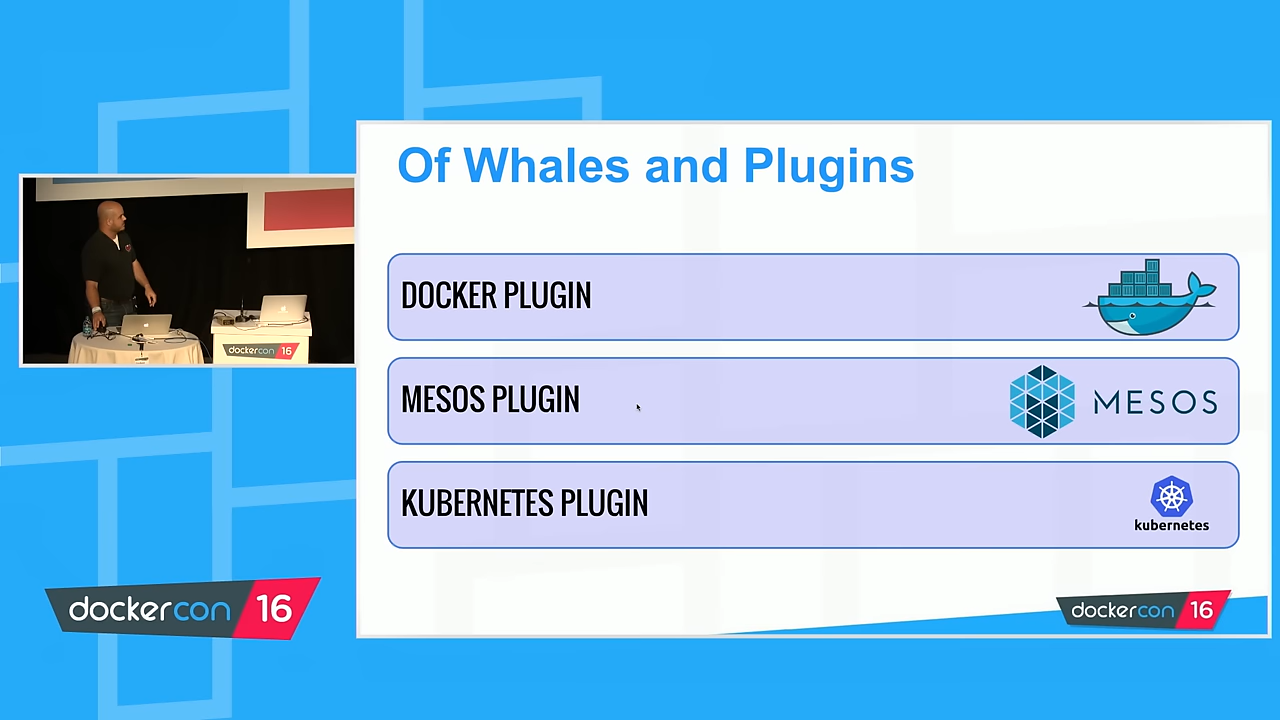 Of Whales and Plugins
DOCKER PLUGIN
MESOS PLUGIN
MESOS
KUBERNETES PLUGIN
kubernetes
dockercon 16
dockercon 16
dockercon 16